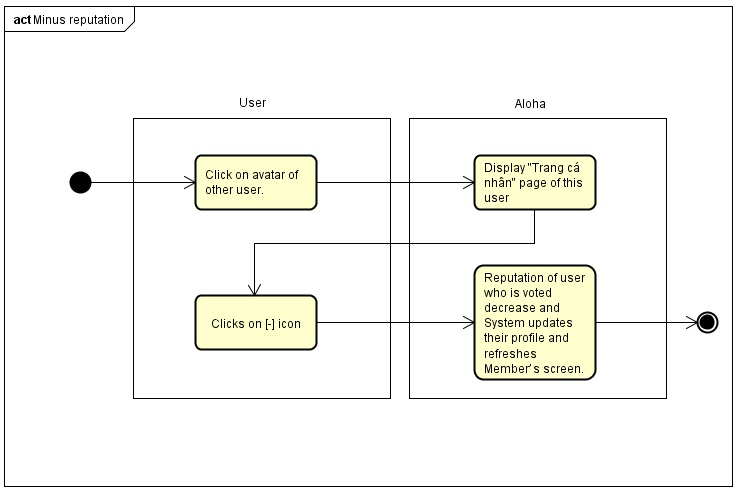 act Minus reputation
User
Aloha
Click on avatar of
other user.
Display "Trang cá
nhân" page of this
user
Clicks on [-] icon
Reputation of user
who is voted
decrease and
System updates
their profile and
refreshes
Member's screen.